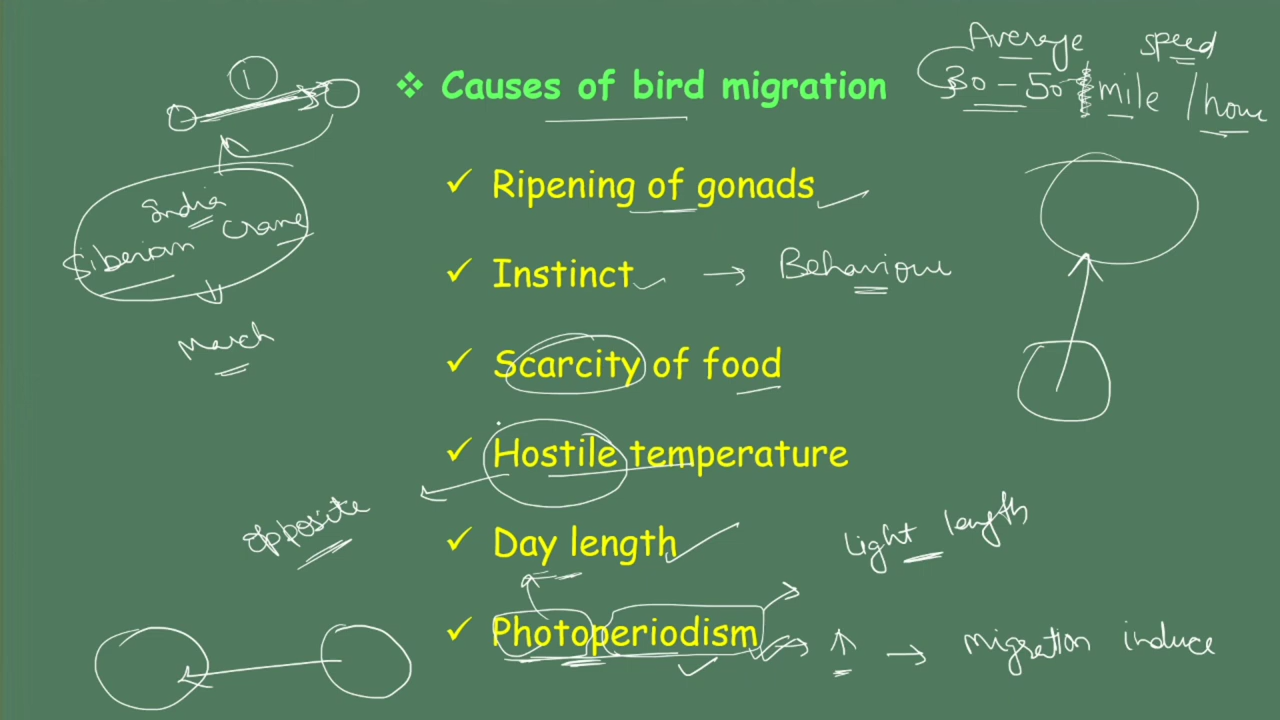 Average speed
30 - 50 mile / hour
❖ Causes of bird migration
1
✓ Ripening of gonads
India
Siberian Crane
✓ Instinct → Behaviour
March
✓ Scarcity of food
✓ Hostile temperature
opposite
✓ Day length
Light length
✓ Photoperiodism → ↑ → migration induce